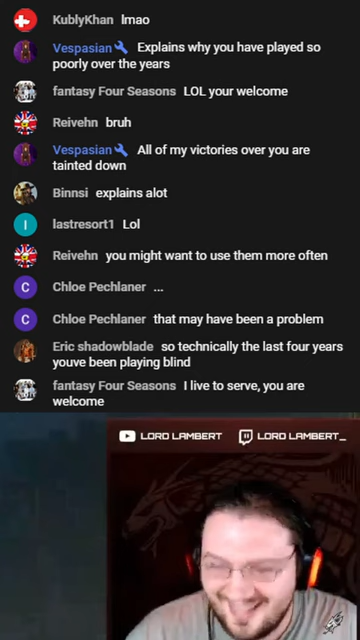 KublyKhan lmao
Vespasian Explains why you have played so
poorly over the years
fantasy Four Seasons LOL your welcome
Reivehn bruh
Vespasian All of my victories over you are
tainted down
Binnsi explains alot
I lastresort1 Lol
Reivehn you might want to use them more often
C Chloe Pechlaner ...
C Chloe Pechlaner that may have been a problem
Eric shadowblade so technically the last four years
youve been playing blind
fantasy Four Seasons I live to serve, you are
welcome
LORD LAMBERT LORD LAMBERT_